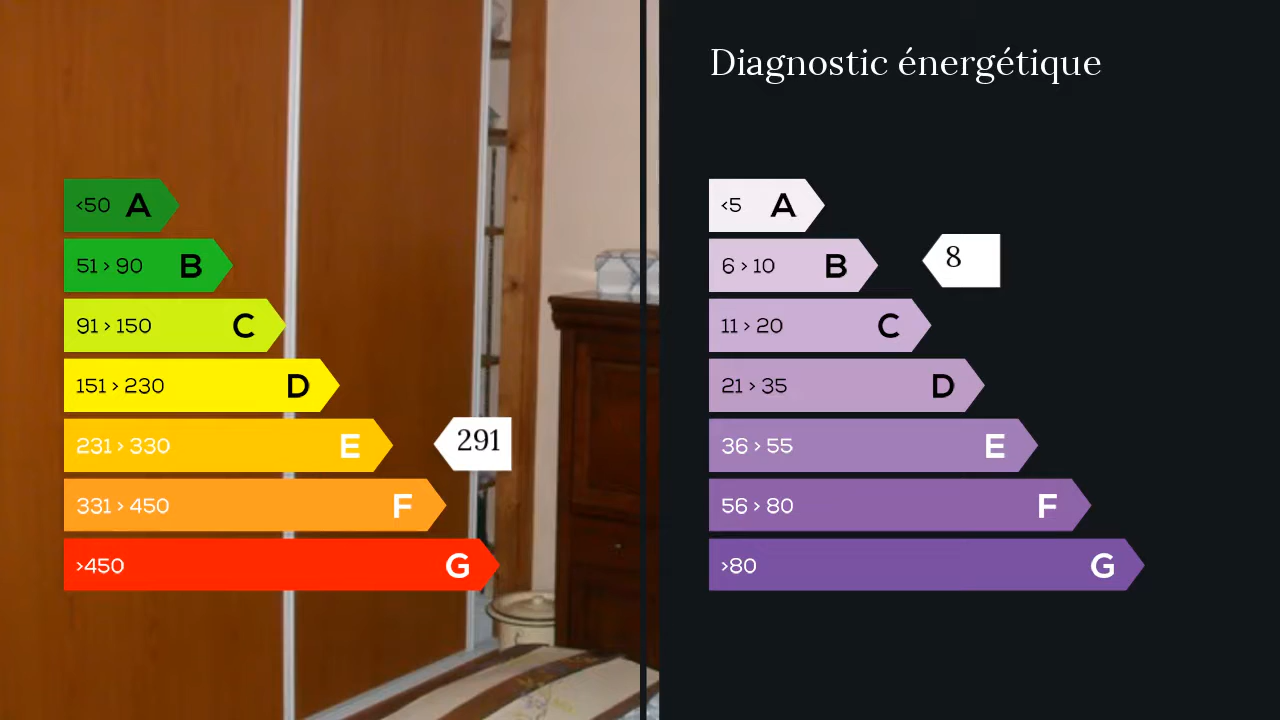 Diagnostic énergétique
<50 A
51 > 90 B
91 > 150 C
151 > 230 D
231 > 330 E
291
331 > 450 F
>450 G
<5 A
6 > 10 B
8
11 > 20 C
21 > 35 D
36 > 55 E
56 > 80 F
>80 G